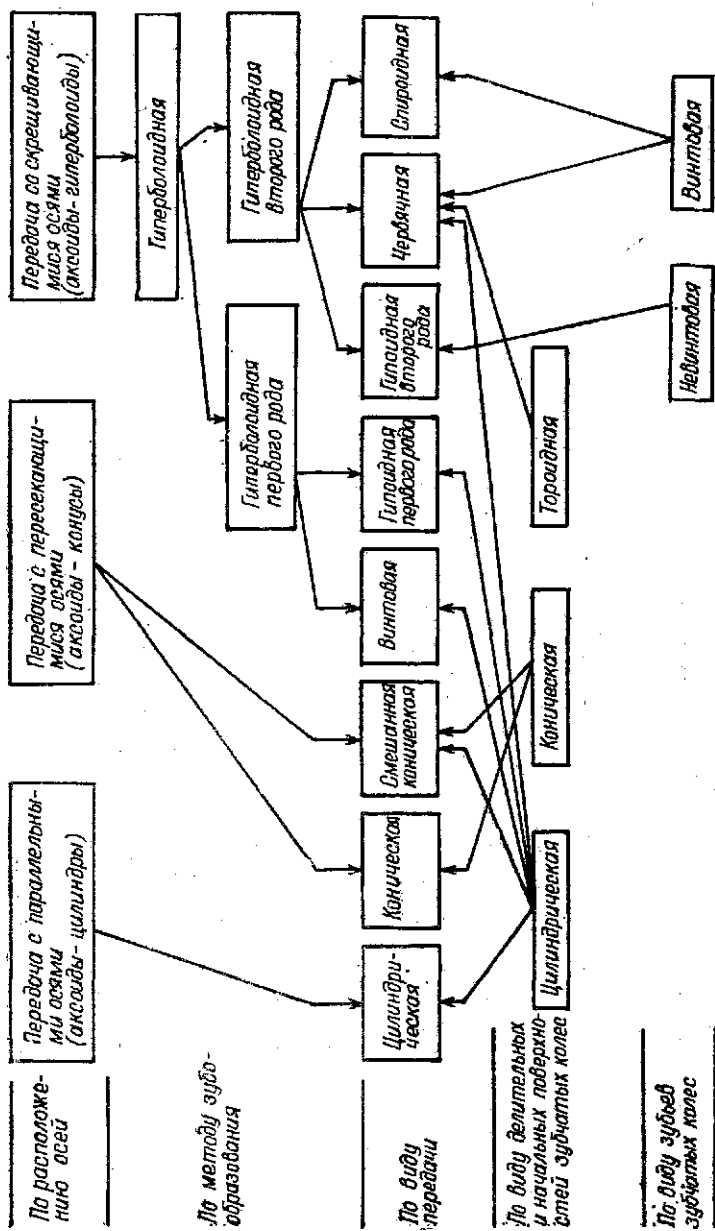 По расположе-
нию осей
Передача с параллельны-
ми осями
(аксоиды-цилиндры)
Передача с пересекающи-
мися осями
(аксоиды-конусы)
Передача со скрещивающи-
мися осями
(аксоиды-гиперболоиды)
По методу зубо-
образования
Гиперболоидная
Гиперболоидная
первого рода
Гиперболоидная
второго рода
По виду
передачи
Цилиндри-
ческая
Коническая
Смешанная
коническая
Винтовая
Гипоидная
первого рода
Гипоидная
второго
рода
Червячная
Спироидная
По виду делительных
и начальных поверхно-
стей зубчатых колес
Цилиндрическая
Коническая
Тороидная
По виду зубьев
зубчатых колес
Невинтовая
Винтовая